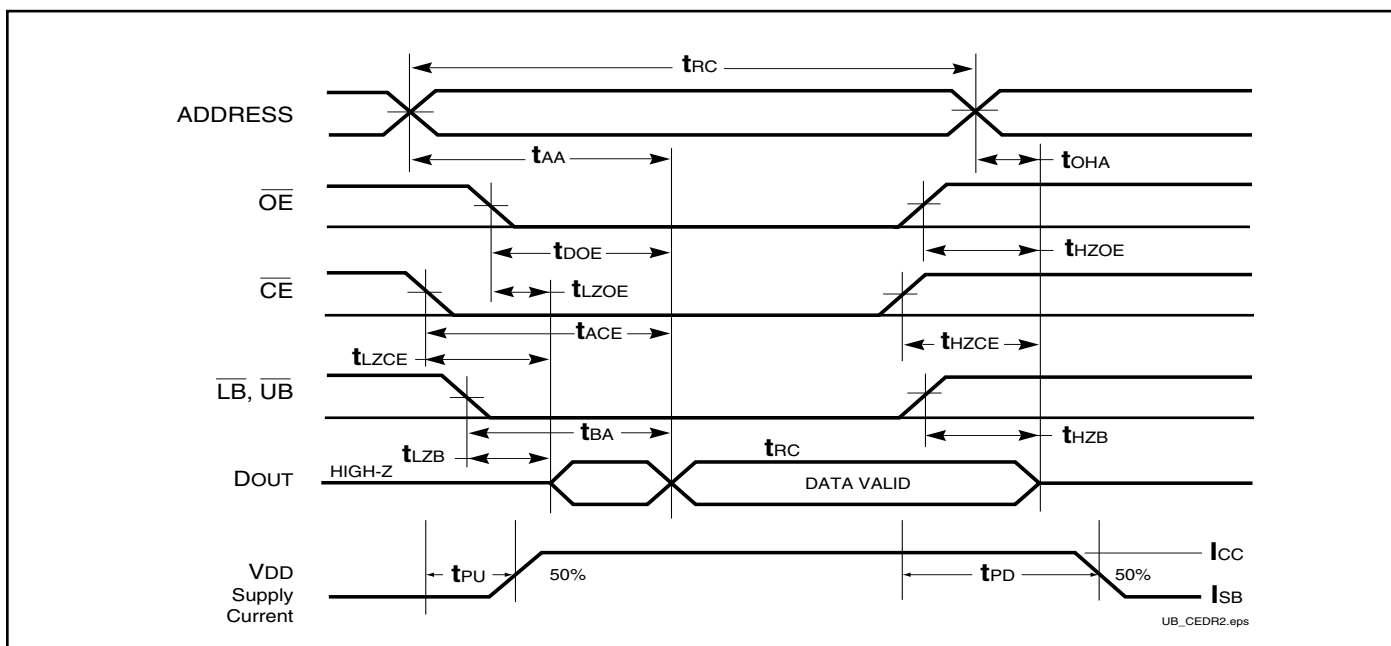 tRC
ADDRESS
tAA
tOHA
OE
tDOE
tHZOE
CE
tLZOE
tACE
tHZCE
tLZCE
LB, UB
tBA
tHZB
tLZB
tRC
DOUT
HIGH-Z
DATA VALID
ICC
VDD
Supply
Current
tPU
50%
tPD
50%
ISB
UB_CEDR2.eps